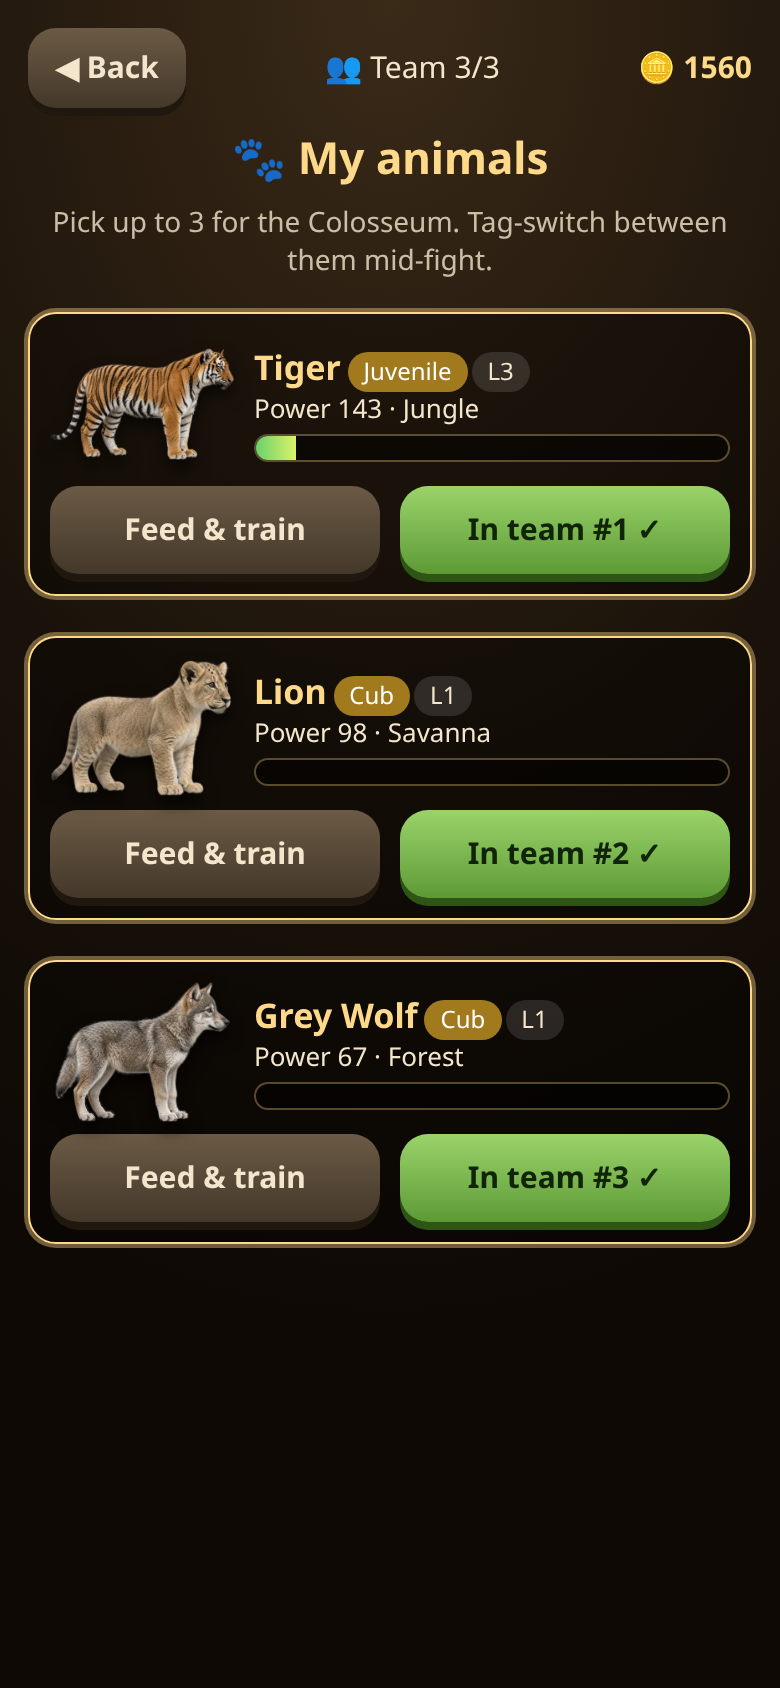 ◀ Back
👥 Team 3/3
🪙 1560
🐾 My animals
Pick up to 3 for the Colosseum. Tag-switch between
them mid-fight.
Tiger Juvenile L3
Power 143 · Jungle
Feed & train
In team #1 ✓
Lion Cub L1
Power 98 · Savanna
Feed & train
In team #2 ✓
Grey Wolf Cub L1
Power 67 · Forest
Feed & train
In team #3 ✓